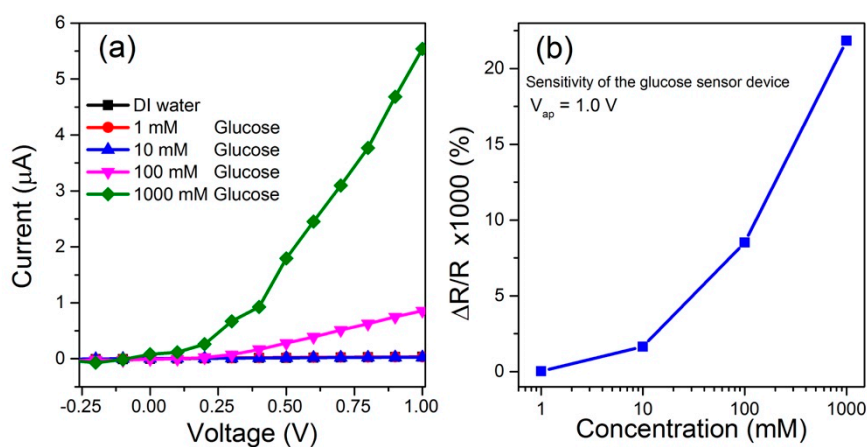 (a)
DI water
1 mM Glucose
10 mM Glucose
100 mM Glucose
1000 mM Glucose
Current (μA)
6
5
4
3
2
1
0
-0.25 0.00 0.25 0.50 0.75 1.00
Voltage (V)
(b)
Sensitivity of the glucose sensor device
Vap = 1.0 V
ΔR/R x1000 (%)
20
15
10
5
0
1 10 100 1000
Concentration (mM)